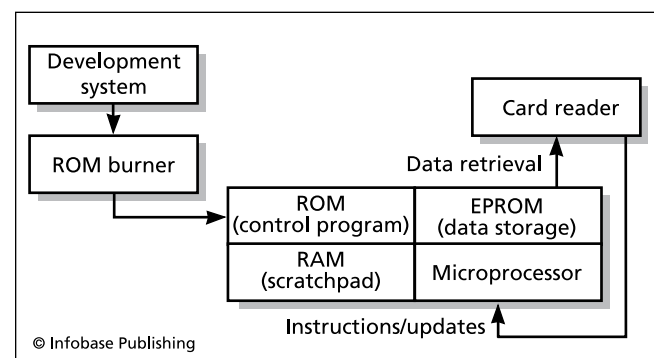 Development
system
Card reader
ROM burner
Data retrieval
ROM
(control program)
EPROM
(data storage)
RAM
(scratchpad)
Microprocessor
Instructions/updates
© Infobase Publishing